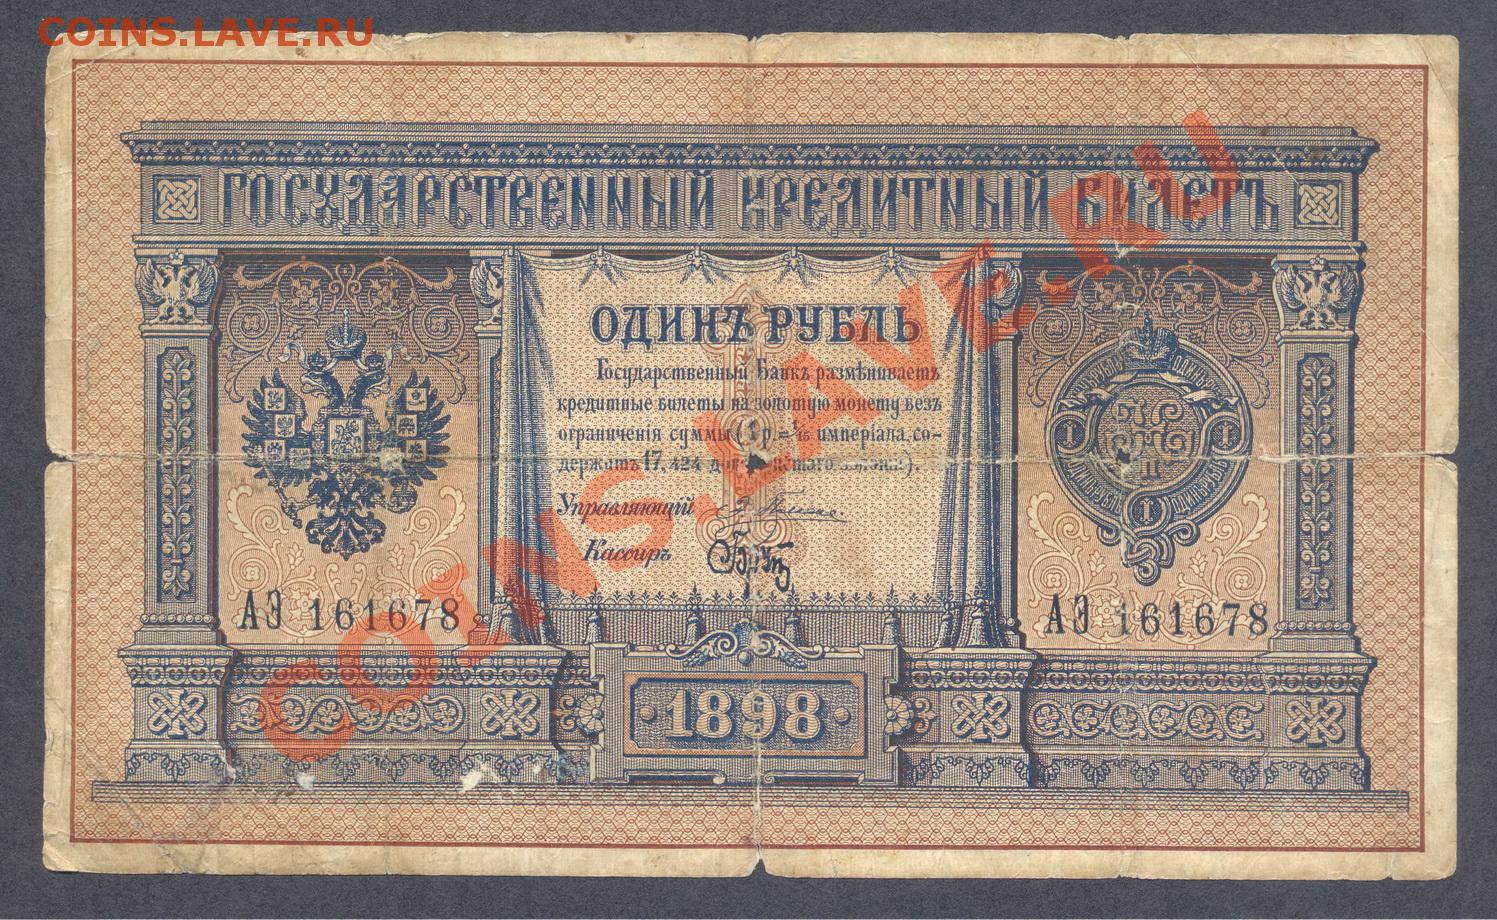 COINS.LAVE.RU
ГОСУДАРСТВЕННЫЙ КРЕДИТНЫЙ БИЛЕТЪ
ОДИНЪ РУБЛЬ
Государственный Банкъ размѣниваетъ
кредитные билеты на золотую монету безъ
ограниченія суммы (1 р.= 1/15 имперіала, со-
держитъ 17,424 долей чистаго золота).
Управляющій
Кассиръ
АЭ 161678
АЭ 161678
1898
COINS.LAVE.RU